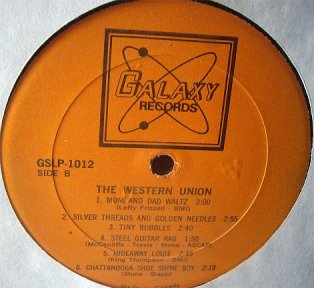 GALAXY
RECORDS
GSLP-1012
SIDE B
THE WESTERN UNION
1. MOM AND DAD WALTZ 3:00
(Lefty Frizzell - BMI)
2. SILVER THREADS AND GOLDEN NEEDLES 2:55
3. TINY BUBBLES 2:40
4. STEEL GUITAR RAG 1:50
(McCauliffe - Travis - Stone - ASCAP)
5. HIDEAWAY LOUIE 2:45
(King Thompson - BMI)
6. CHATTANOOGA SHOE SHINE BOY 2:19
(Stone - Stapp)